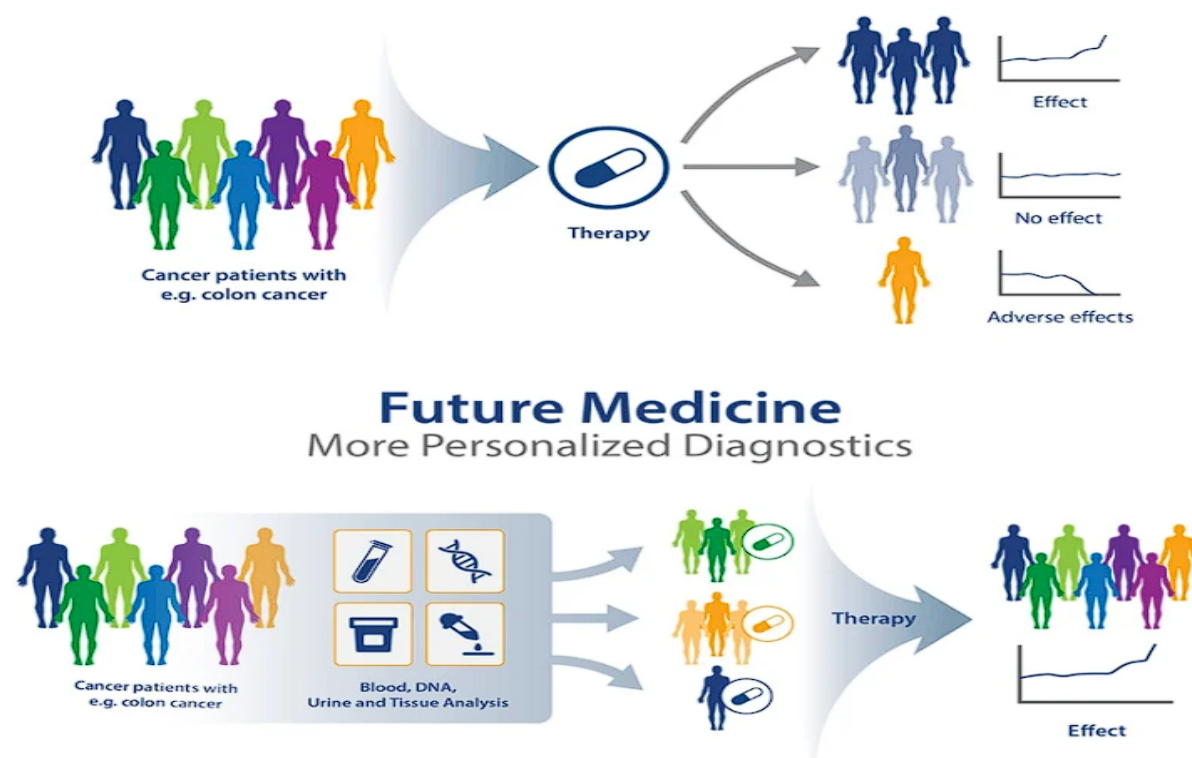 Effect
No effect
Therapy
Cancer patients with
e.g. colon cancer
Adverse effects
Future Medicine
More Personalized Diagnostics
Therapy
Cancer patients with
e.g. colon cancer
Blood, DNA,
Urine and Tissue Analysis
Effect